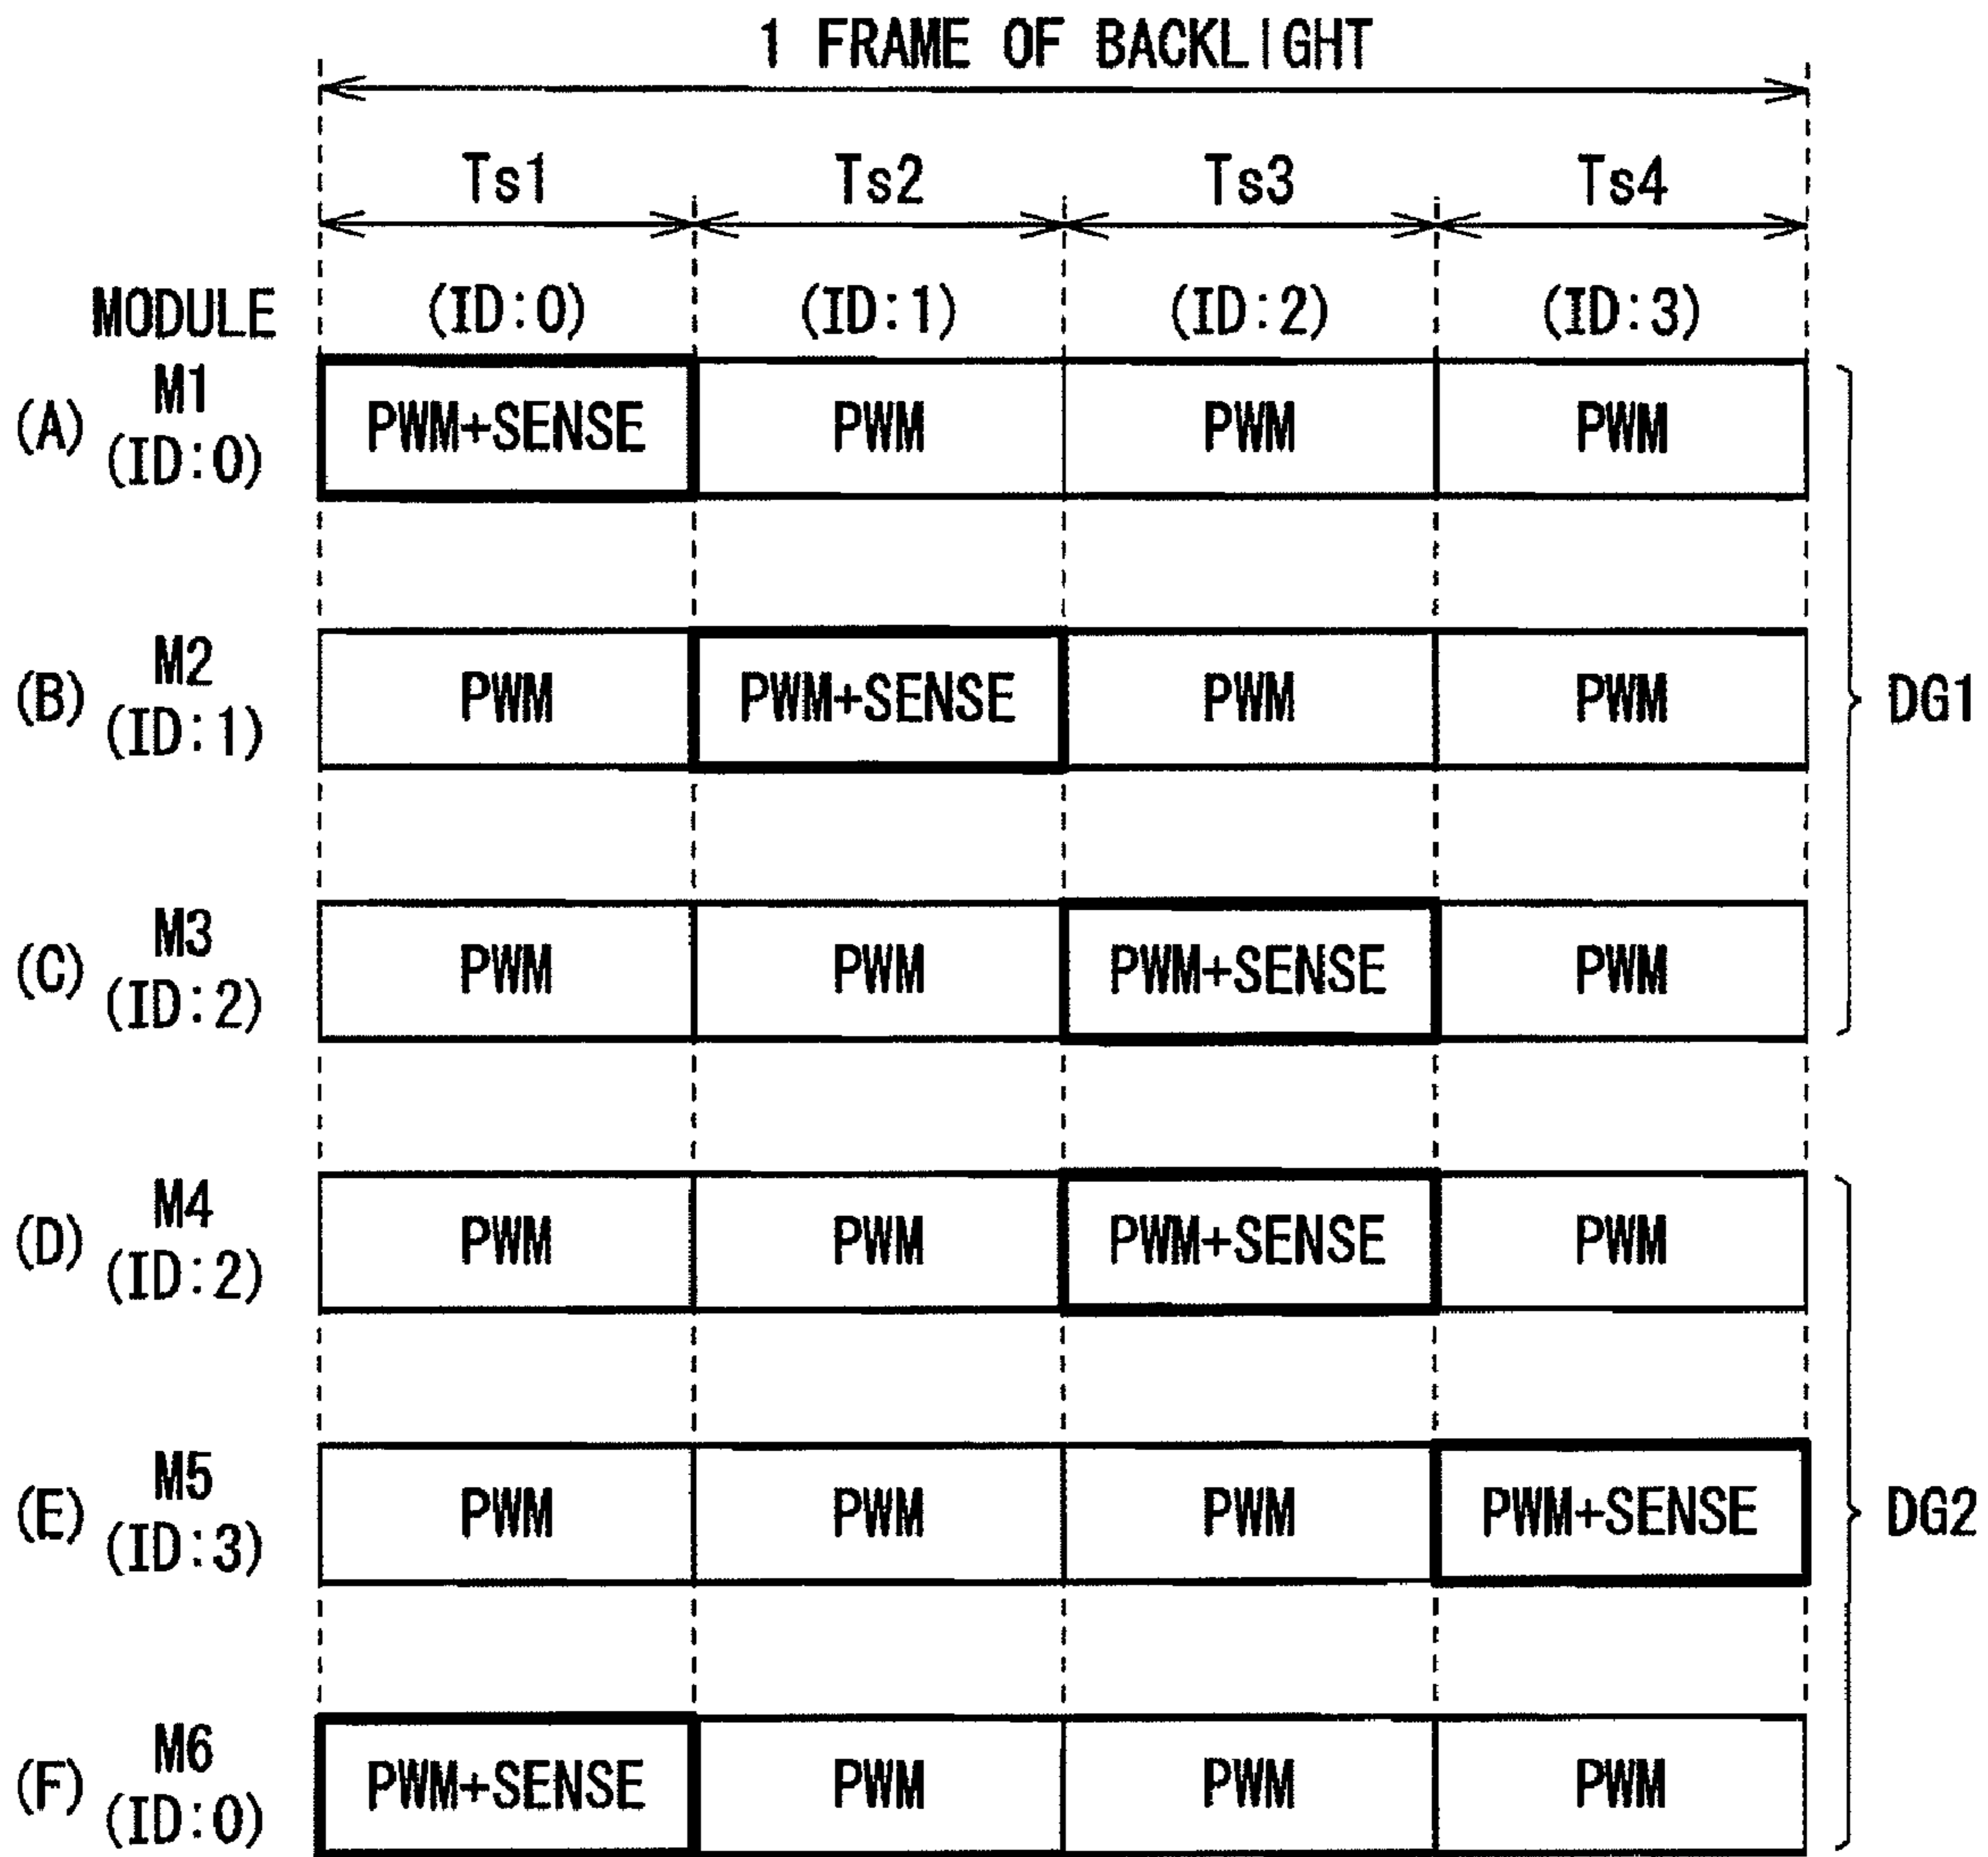 1 FRAME OF BACKLIGHT
Ts1 Ts2 Ts3 Ts4
MODULE (ID:0) (ID:1) (ID:2) (ID:3)
(A) M1 (ID:0) PWM+SENSE PWM PWM PWM
(B) M2 (ID:1) PWM PWM+SENSE PWM PWM DG1
(C) M3 (ID:2) PWM PWM PWM+SENSE PWM
(D) M4 (ID:2) PWM PWM PWM+SENSE PWM
(E) M5 (ID:3) PWM PWM PWM PWM+SENSE DG2
(F) M6 (ID:0) PWM+SENSE PWM PWM PWM